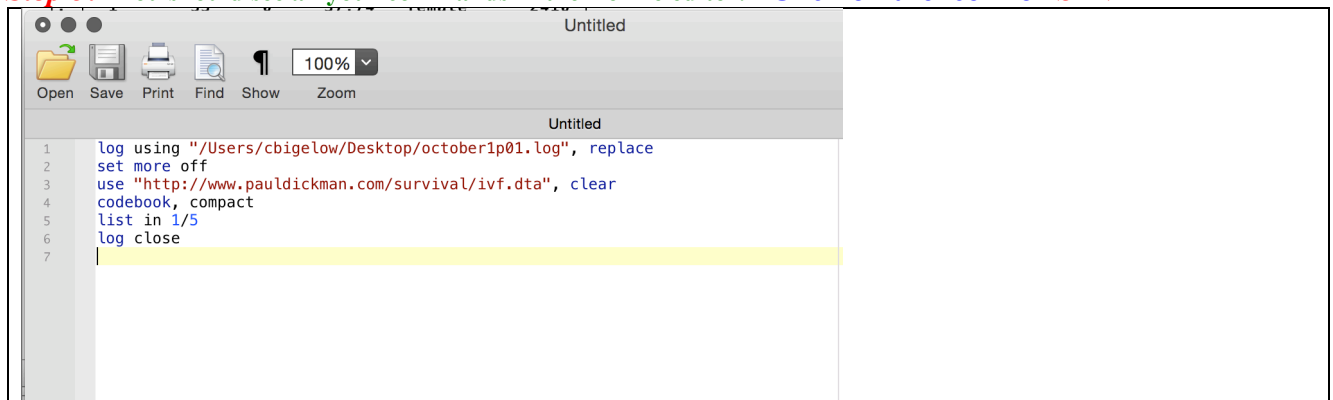 Untitled
100%
Open Save Print Find Show Zoom
Untitled
1 log using "/Users/cbigelow/Desktop/october1p01.log", replace
2 set more off
3 use "http://www.pauldickman.com/survival/ivf.dta", clear
4 codebook, compact
5 list in 1/5
6 log close
7